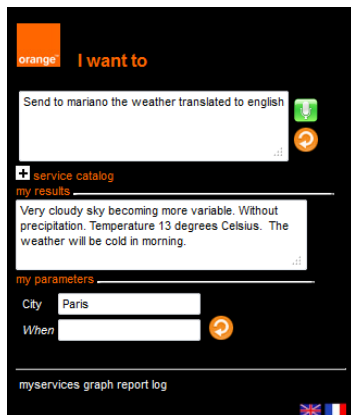 orange™
I want to
Send to mariano the weather translated to english
service catalog
my results
Very cloudy sky becoming more variable. Without
precipitation. Temperature 13 degrees Celsius. The
weather will be cold in morning.
my parameters
City Paris
When
myservices graph report log